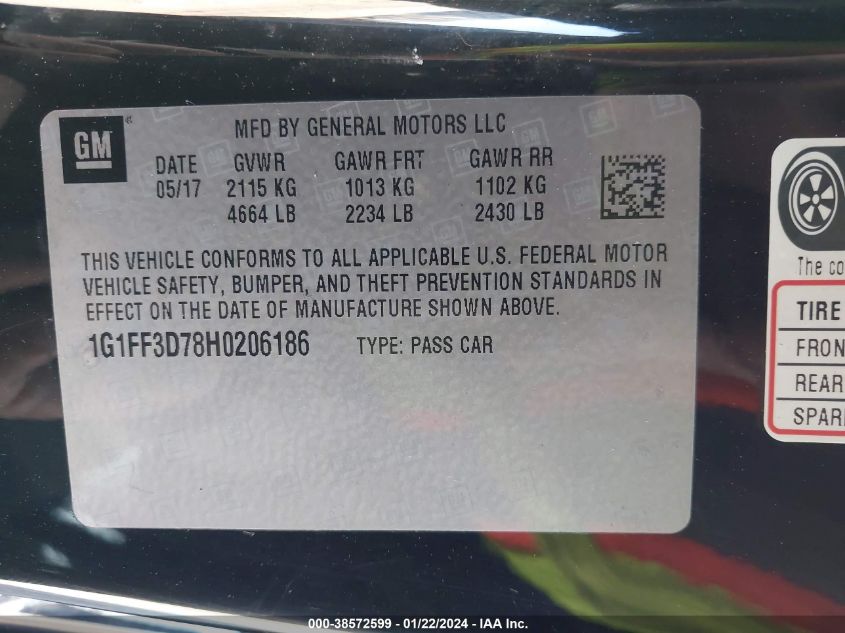 GM
MFD BY GENERAL MOTORS LLC
DATE GVWR GAWR FRT GAWR RR
05/17 2115 KG 1013 KG 1102 KG
4664 LB 2234 LB 2430 LB
THIS VEHICLE CONFORMS TO ALL APPLICABLE U.S. FEDERAL MOTOR
VEHICLE SAFETY, BUMPER, AND THEFT PREVENTION STANDARDS IN
EFFECT ON THE DATE OF MANUFACTURE SHOWN ABOVE.
1G1FF3D78H0206186 TYPE: PASS CAR
The co
TIRE
FRON
REAR
SPAR
000-38572599 - 01/22/2024 - IAA Inc.